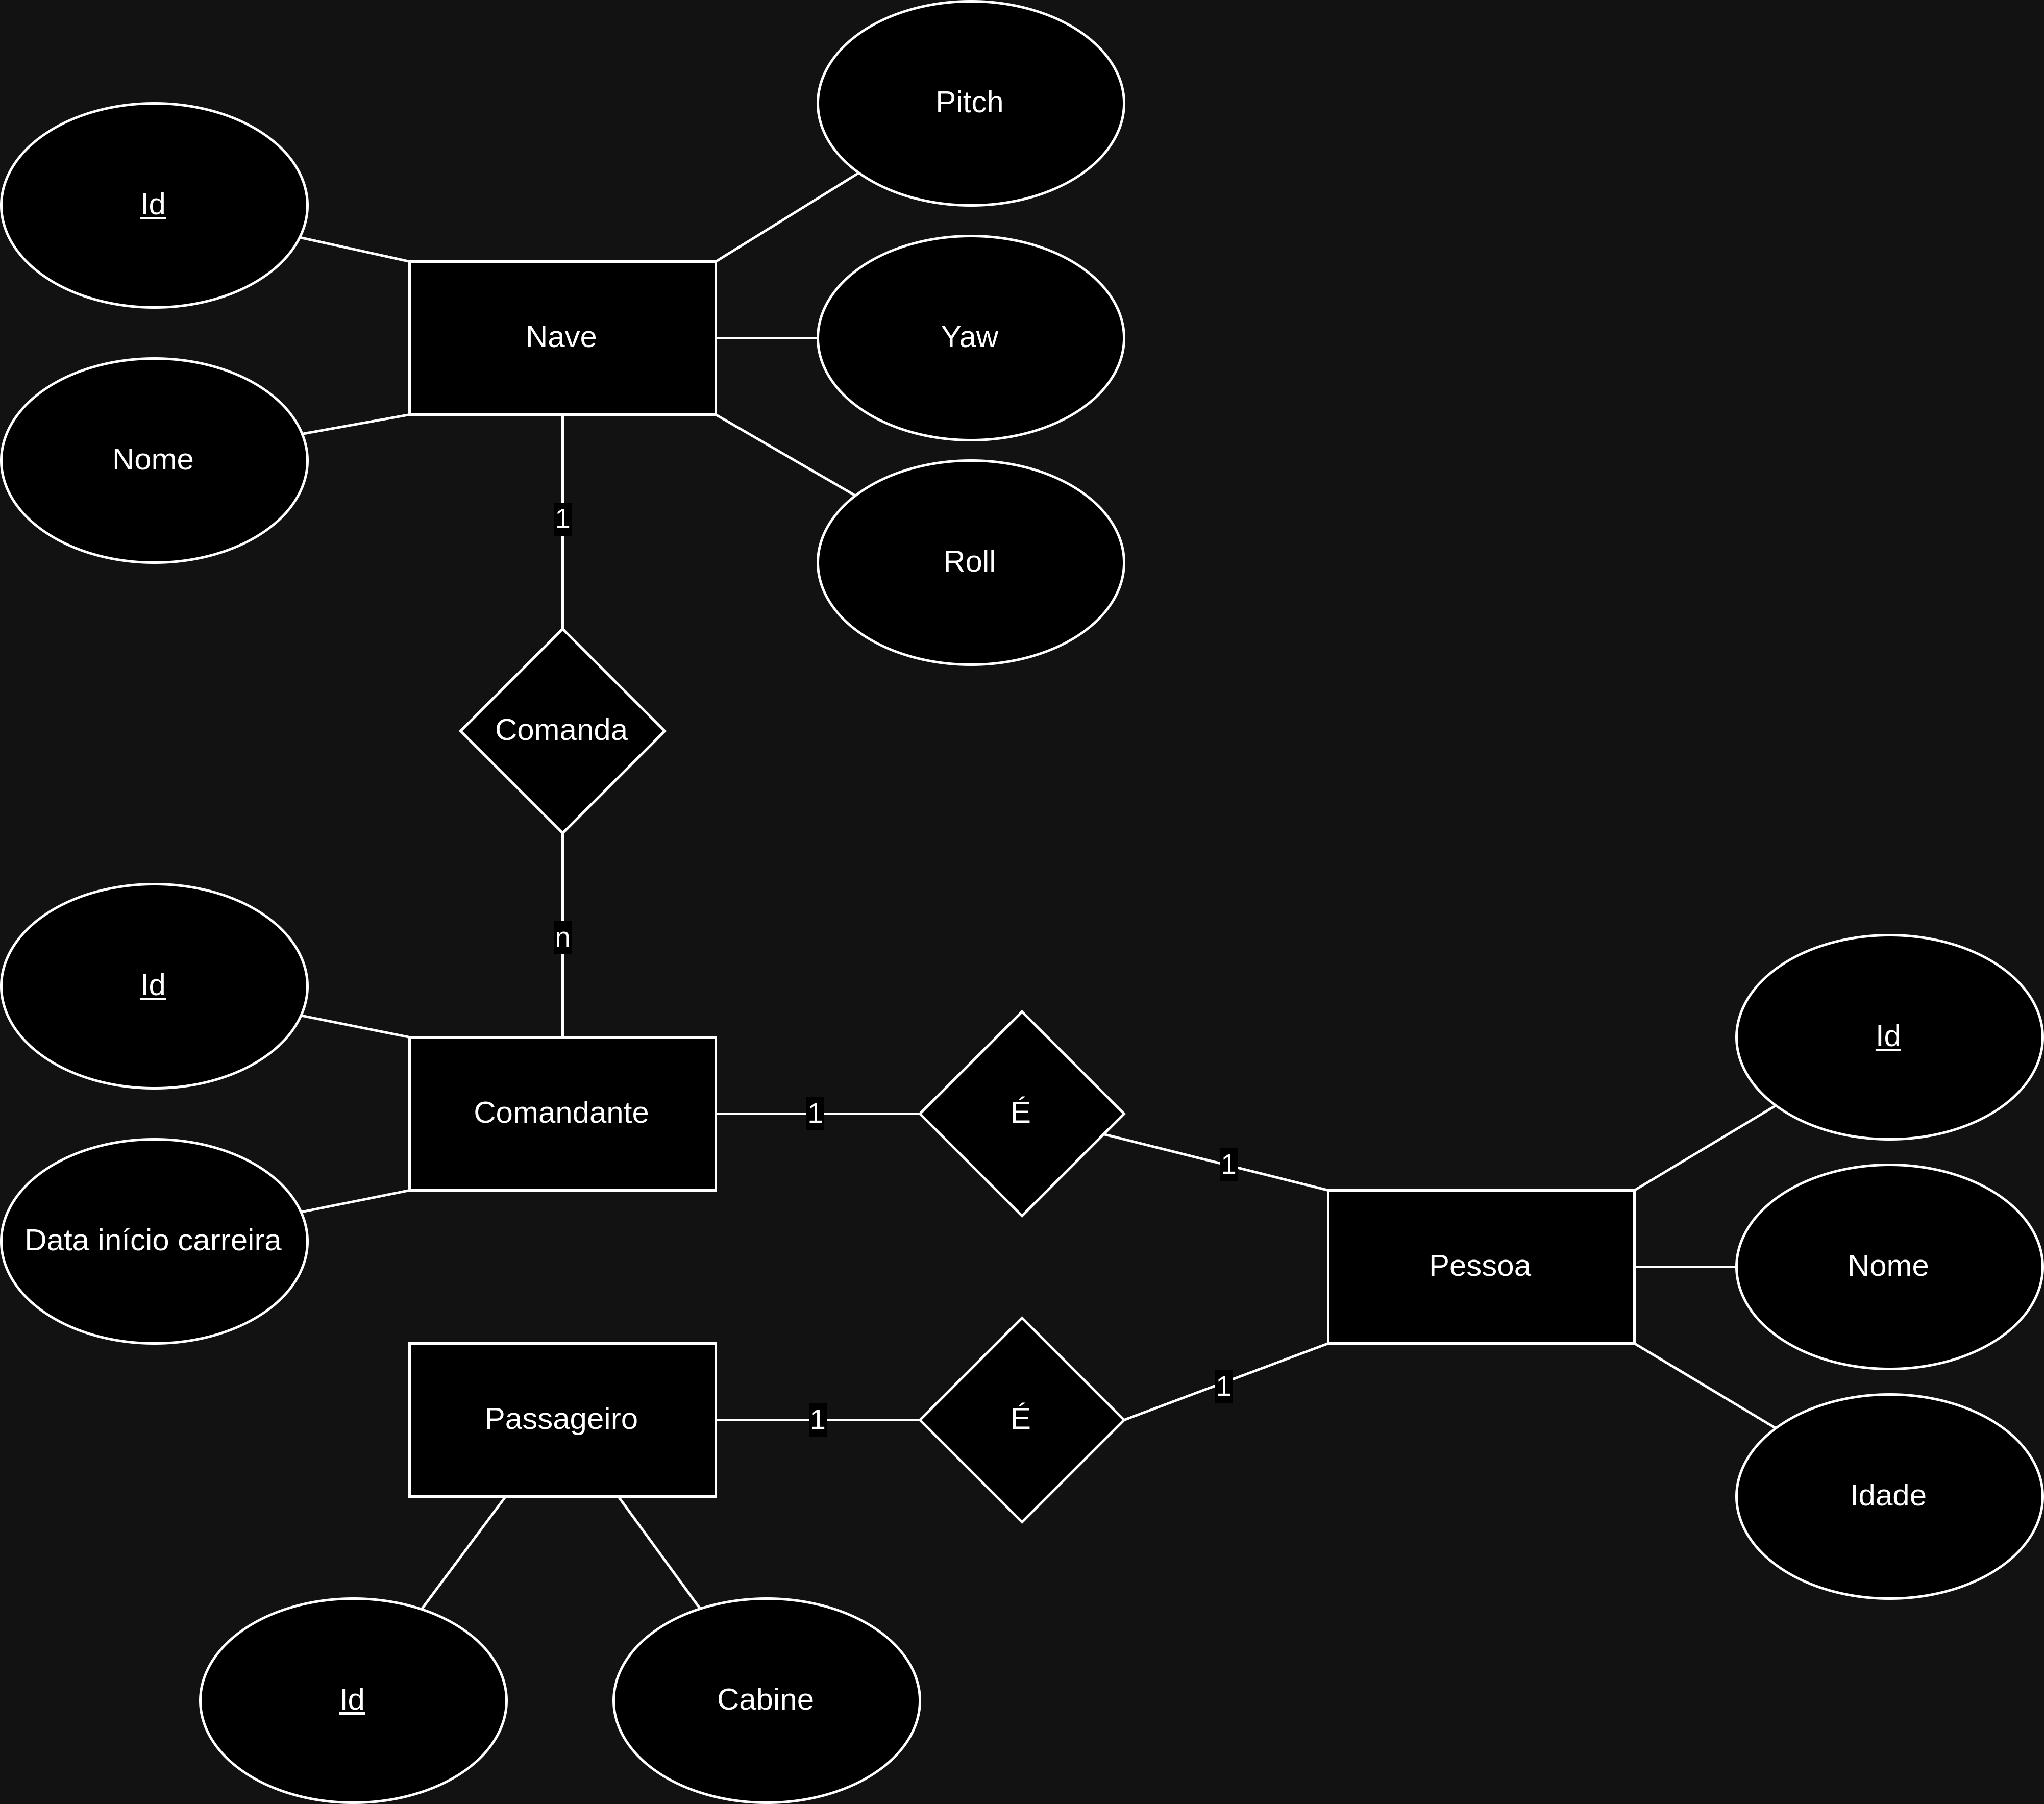 Pitch
Id
Nave
Yaw
Nome
1
Roll
Comanda
n
Id
Id
Comandante
1
É
1
Data início carreira
Pessoa
Nome
1
Passageiro
1
É
Idade
Id
Cabine